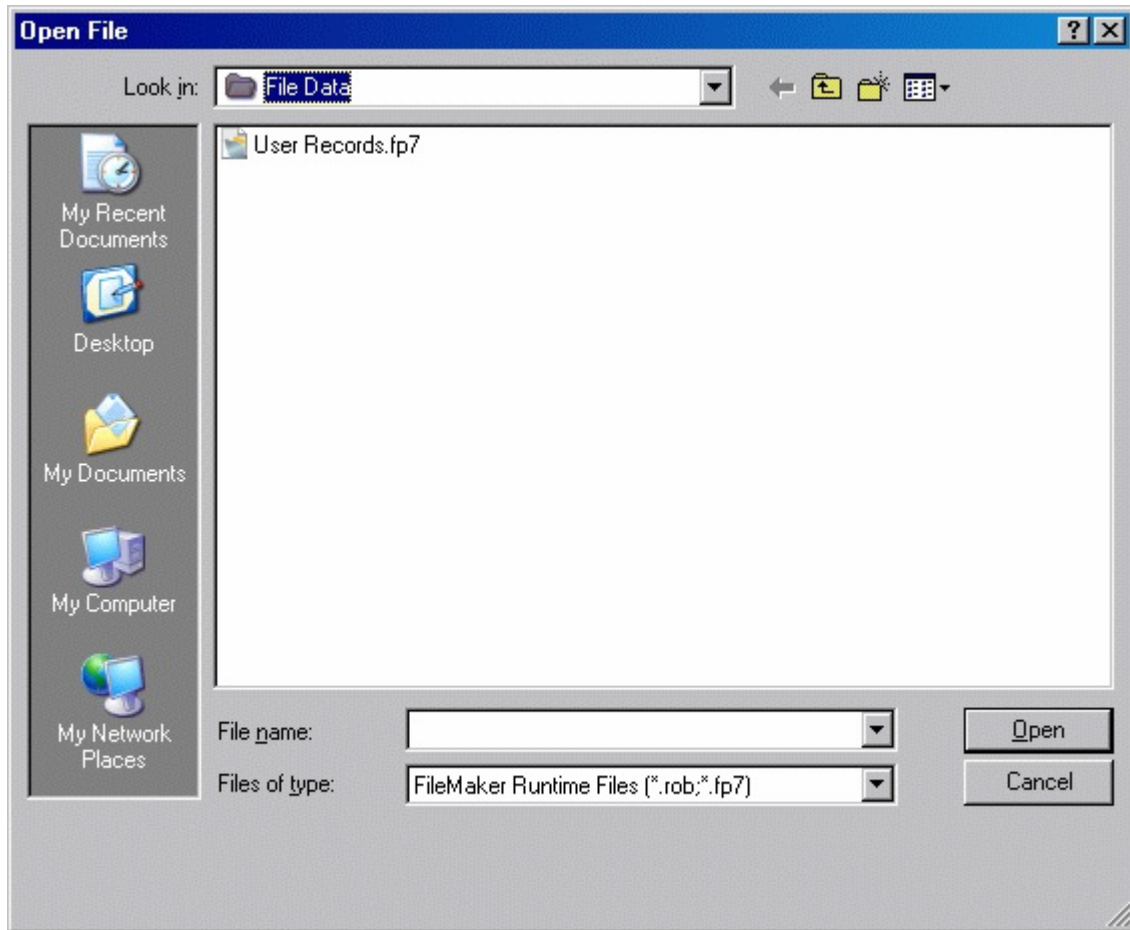 Open File
Look in:
File Data
User Records.fp7
My Recent
Documents
Desktop
My Documents
My Computer
My Network
Places
File name:
Open
Files of type:
FileMaker Runtime Files (*.rob;*.fp7)
Cancel